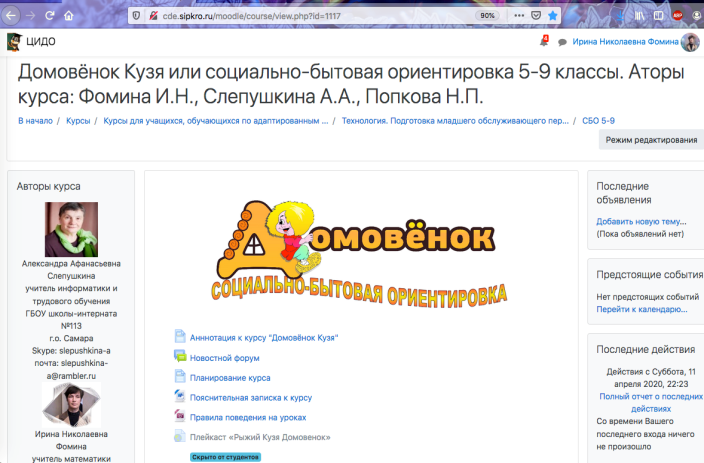 cde.sipkro.ru/moodle/course/view.php?id=1117
90%
ЦИДО
Ирина Николаевна Фомина
Домовёнок Кузя или социально-бытовая ориентировка 5-9 классы. Аторы
курса: Фомина И.Н., Слепушкина А.А., Попкова Н.П.
В начало / Курсы / Курсы для учащихся, обучающихся по адаптированным ... / Технология. Подготовка младшего обслуживающего пер... / СБО 5-9
Режим редактирования
Авторы курса
Александра Афанасьевна
Слепушкина
учитель информатики и
трудового обучения
ГБОУ школы-интерната
№113
г.о. Самара
Skype: slepushkina-a
почта: slepushkina-
a@rambler.ru
Ирина Николаевна
Фомина
учитель математики
Домовёнок
СОЦИАЛЬНО-БЫТОВАЯ ОРИЕНТИРОВКА
Анннотация к курсу "Домовёнок Кузя"
Новостной форум
Планирование курса
Пояснительная записка к курсу
Правила поведения на уроках
Плейкаст «Рыжий Кузя Домовенок»
Скрыто от студентов
Последние
объявления
Добавить новую тему...
(Пока объявлений нет)
Предстоящие события
Нет предстоящих событий
Перейти к календарю...
Последние действия
Действия с Суббота, 11
апреля 2020, 22:23
Полный отчет о последних
действиях
Со времени Вашего
последнего входа ничего
не произошло